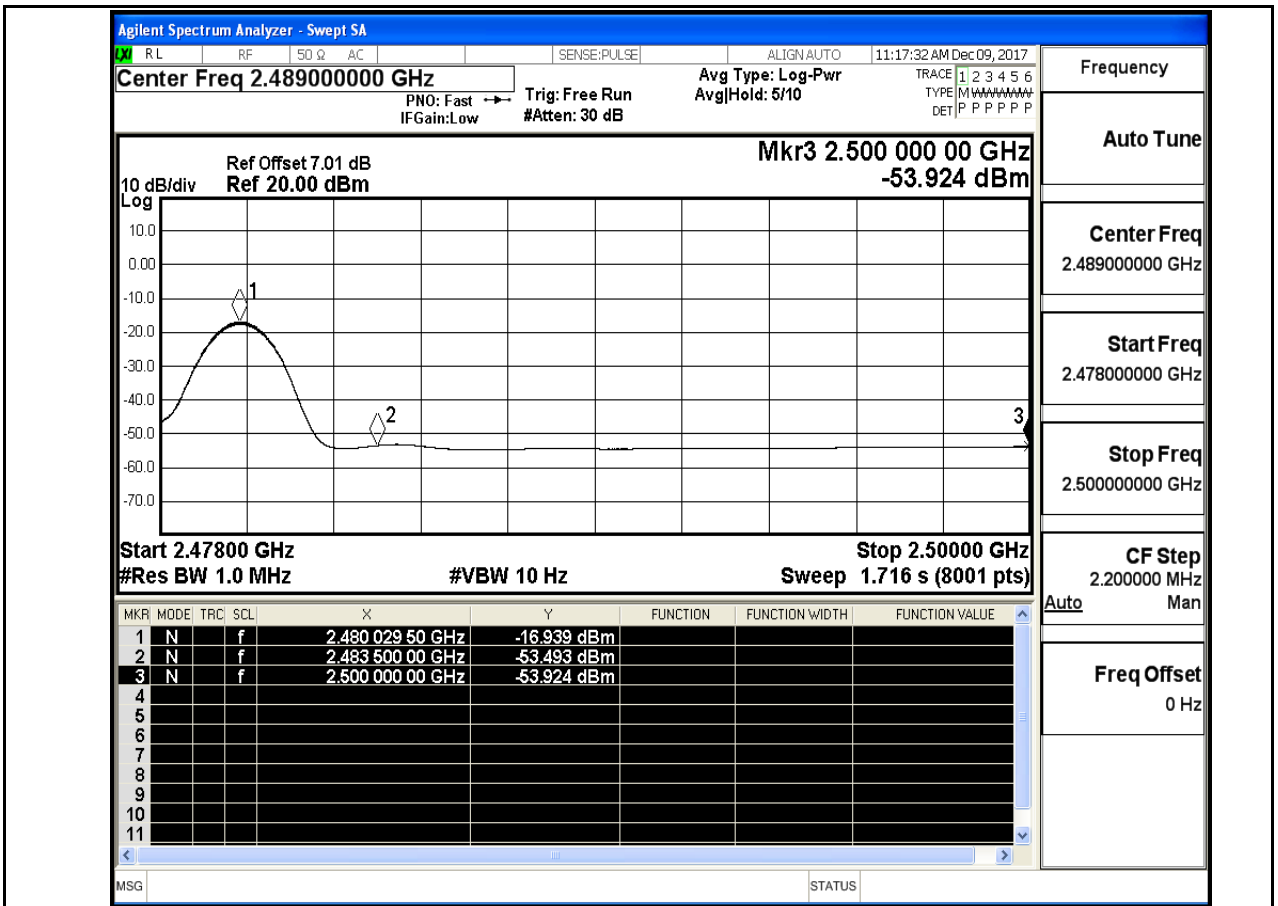 Agilent Spectrum Analyzer - Swept SA
LXI RL RF 50 Ω AC SENSE:PULSE ALIGN AUTO 11:17:32 AM Dec 09, 2017
Center Freq 2.489000000 GHz
PNO: Fast
IFGain:Low
Trig: Free Run
#Atten: 30 dB
Avg Type: Log-Pwr
Avg|Hold: 5/10
TRACE 1 2 3 4 5 6
TYPE M WWWWW
DET P P P P P P
Mkr3 2.500 000 00 GHz
-53.924 dBm
Ref Offset 7.01 dB
10 dB/div Ref 20.00 dBm
Log
10.0
0.00
-10.0
-20.0
-30.0
-40.0
-50.0
-60.0
-70.0
1
2
3
Start 2.47800 GHz Stop 2.50000 GHz
#Res BW 1.0 MHz #VBW 10 Hz Sweep 1.716 s (8001 pts)
MKR MODE TRC SCL X Y FUNCTION FUNCTION WIDTH FUNCTION VALUE
1 N f 2.480 029 50 GHz -16.939 dBm
2 N f 2.483 500 00 GHz -53.493 dBm
3 N f 2.500 000 00 GHz -53.924 dBm
4
5
6
7
8
9
10
11
MSG STATUS
Frequency
Auto Tune
Center Freq
2.489000000 GHz
Start Freq
2.478000000 GHz
Stop Freq
2.500000000 GHz
CF Step
2.200000 MHz
Auto Man
Freq Offset
0 Hz